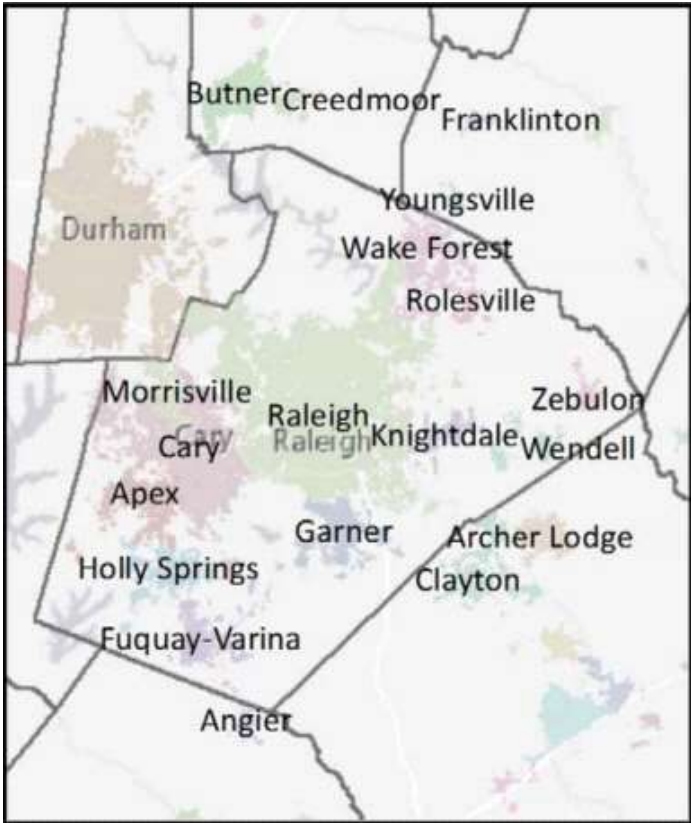 Butner Creedmoor
Franklinton
Youngsville
Durham
Wake Forest
Rolesville
Morrisville
Zebulon
Raleigh
Cary
Raleigh
Knightdale
Cary
Wendell
Apex
Garner
Archer Lodge
Holly Springs
Clayton
Fuquay-Varina
Angier